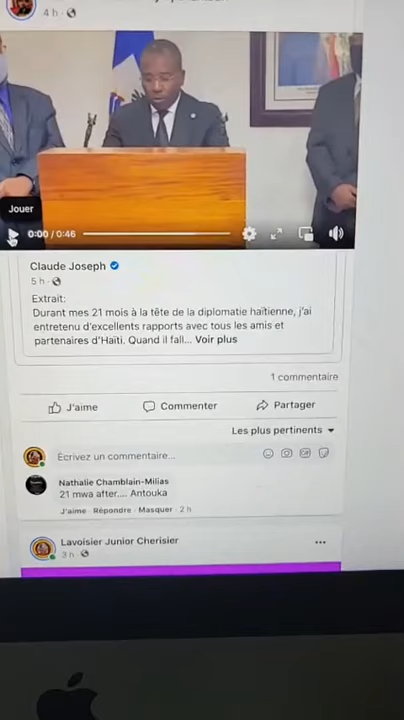 4 h
Jouer
0:00 / 0:46
Claude Joseph
5 h
Extrait:
Durant mes 21 mois à la tête de la diplomatie haïtienne, j'ai
entretenu d'excellents rapports avec tous les amis et
partenaires d'Haïti. Quand il fall... Voir plus
1 commentaire
J'aime Commenter Partager
Les plus pertinents
Écrivez un commentaire...
Nathalie Chamblain-Milias
21 mwa after.... Antouka
J'aime · Répondre · Masquer · 2 h
Lavoisier Junior Cherisier
3 h